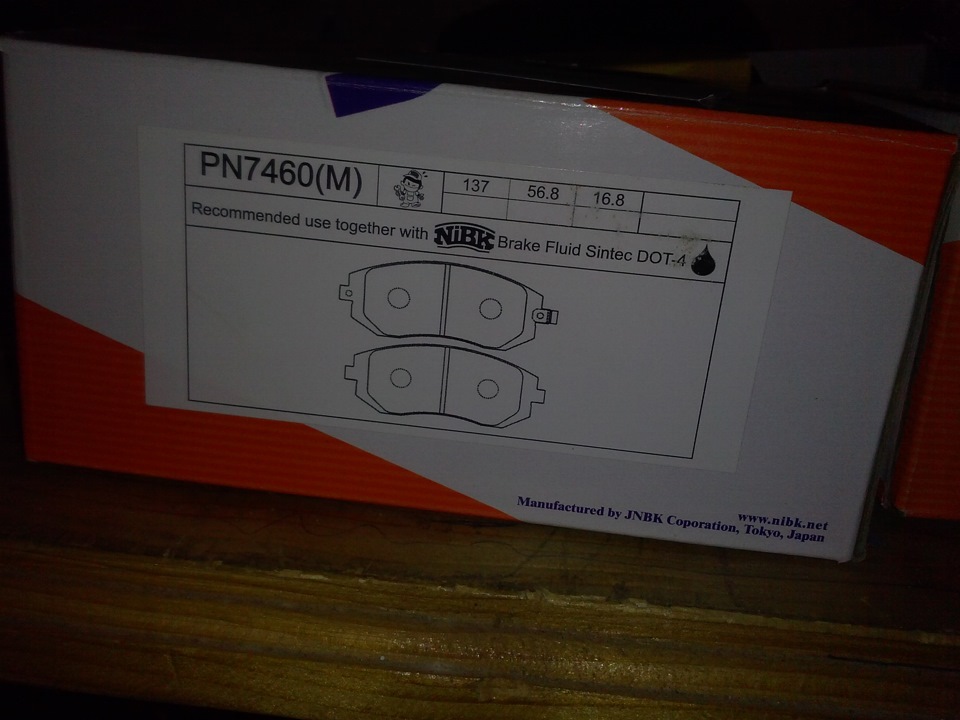 PN7460(M) 137 56.8 16.8
Recommended use together with NiBK Brake Fluid Sintec DOT-4
www.nibk.net
Manufactured by JNBK Coporation, Tokyo, Japan